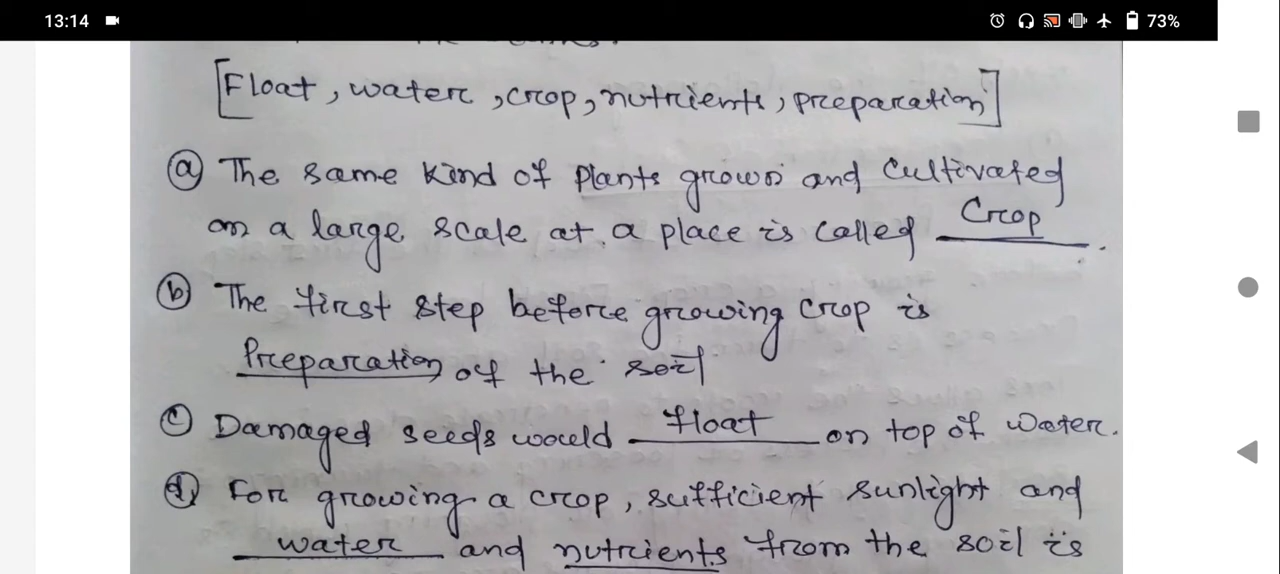 13:14
73%
[Float, water, crop, nutrients, preparation]
(a) The same kind of plants grown and cultivated
on a large scale at a place is called Crop.
(b) The first step before growing crop is
Preparation of the soil
(c) Damaged seeds would float on top of water.
(d) For growing a crop, sufficient sunlight and
water and nutrients from the soil is